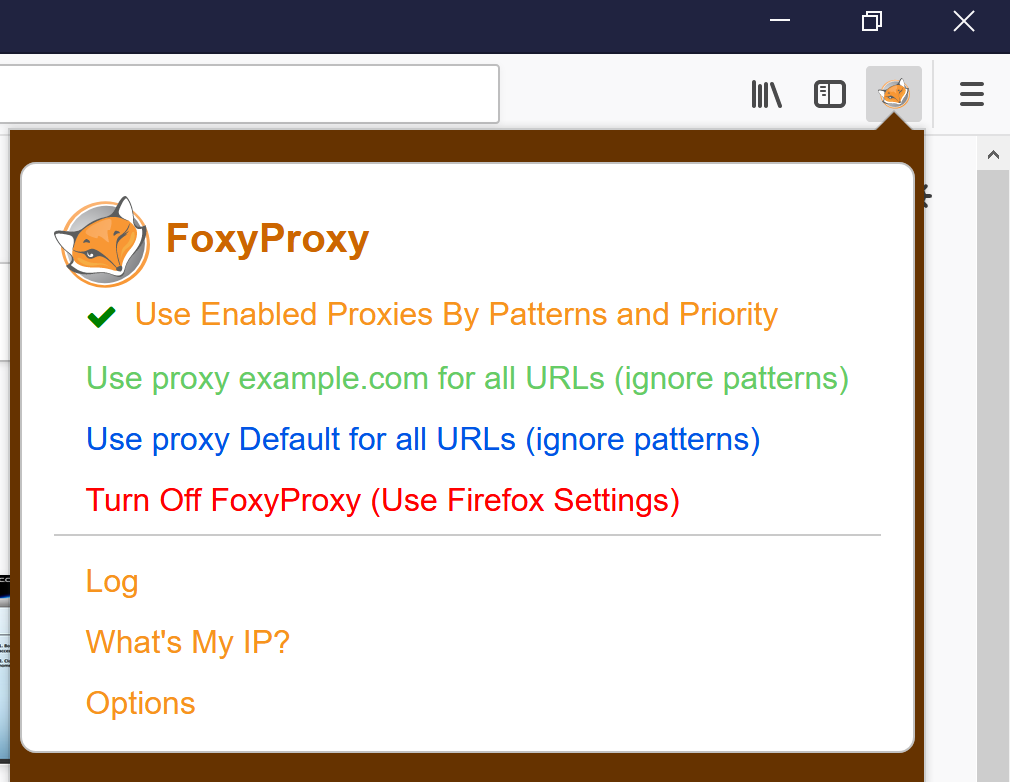 FoxyProxy
Use Enabled Proxies By Patterns and Priority
Use proxy example.com for all URLs (ignore patterns)
Use proxy Default for all URLs (ignore patterns)
Turn Off FoxyProxy (Use Firefox Settings)
Log
What's My IP?
Options